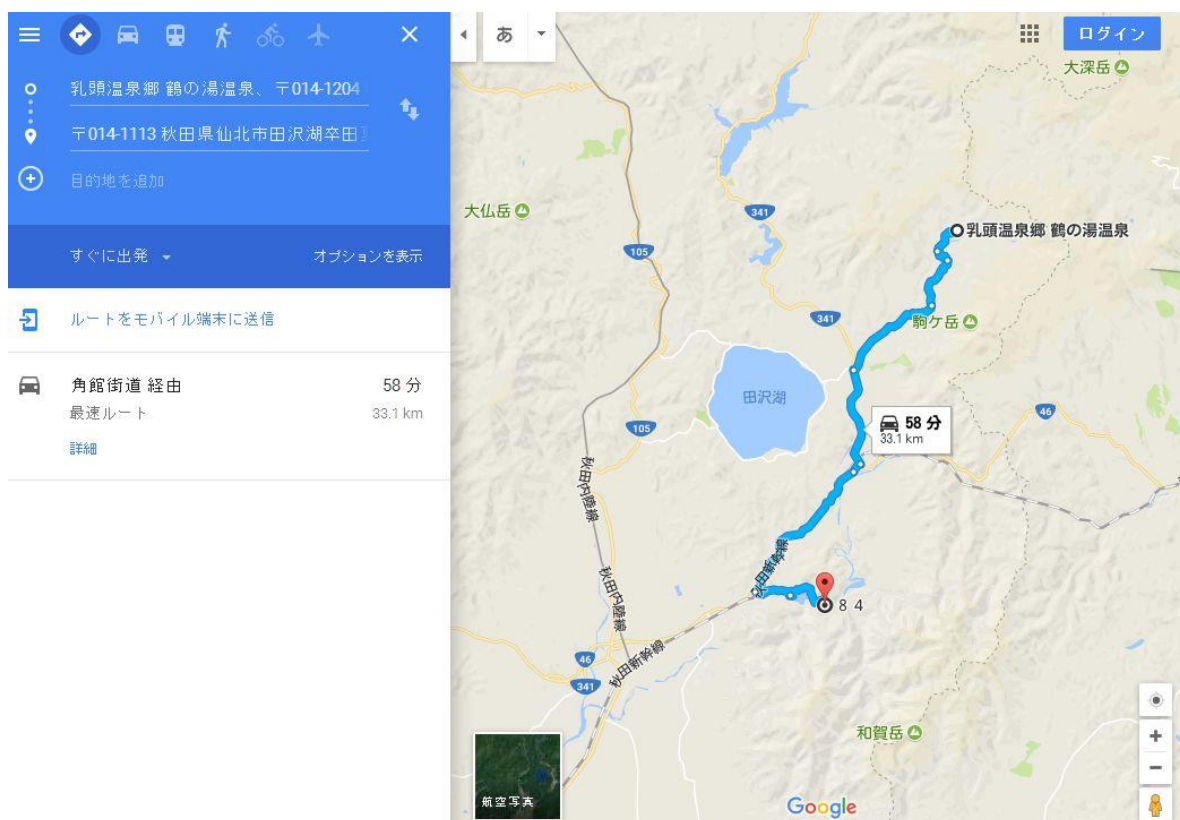 乳頭温泉郷 鶴の湯温泉、〒014-1204
〒014-1113 秋田県仙北市田沢湖卒田
目的地を追加
すぐに出発
オプションを表示
ルートをモバイル端末に送信
角館街道 経由
58 分
最速ルート
33.1 km
詳細
あ
ログイン
大深岳
大仏岳
341
乳頭温泉郷 鶴の湯温泉
105
341
駒ケ岳
田沢湖
58 分
33.1 km
46
105
秋田内陸線
秋田新幹線
秋田内陸線
8 4
46
秋田新幹線
341
和賀岳
航空写真
Google